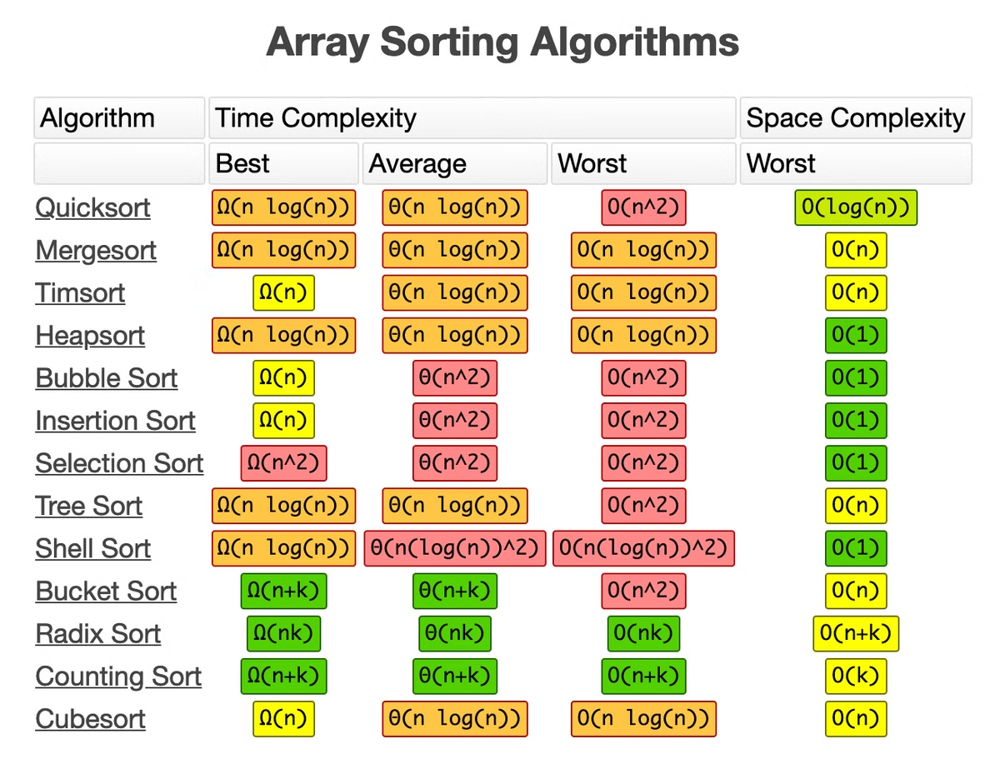 Array Sorting Algorithms
Algorithm Time Complexity Space Complexity
Best Average Worst Worst
Quicksort Ω(n log(n)) Θ(n log(n)) O(n^2) O(log(n))
Mergesort Ω(n log(n)) Θ(n log(n)) O(n log(n)) O(n)
Timsort Ω(n) Θ(n log(n)) O(n log(n)) O(n)
Heapsort Ω(n log(n)) Θ(n log(n)) O(n log(n)) O(1)
Bubble Sort Ω(n) Θ(n^2) O(n^2) O(1)
Insertion Sort Ω(n) Θ(n^2) O(n^2) O(1)
Selection Sort Ω(n^2) Θ(n^2) O(n^2) O(1)
Tree Sort Ω(n log(n)) Θ(n log(n)) O(n^2) O(n)
Shell Sort Ω(n log(n)) Θ(n(log(n))^2) O(n(log(n))^2) O(1)
Bucket Sort Ω(n+k) Θ(n+k) O(n^2) O(n)
Radix Sort Ω(nk) Θ(nk) O(nk) O(n+k)
Counting Sort Ω(n+k) Θ(n+k) O(n+k) O(k)
Cubesort Ω(n) Θ(n log(n)) O(n log(n)) O(n)